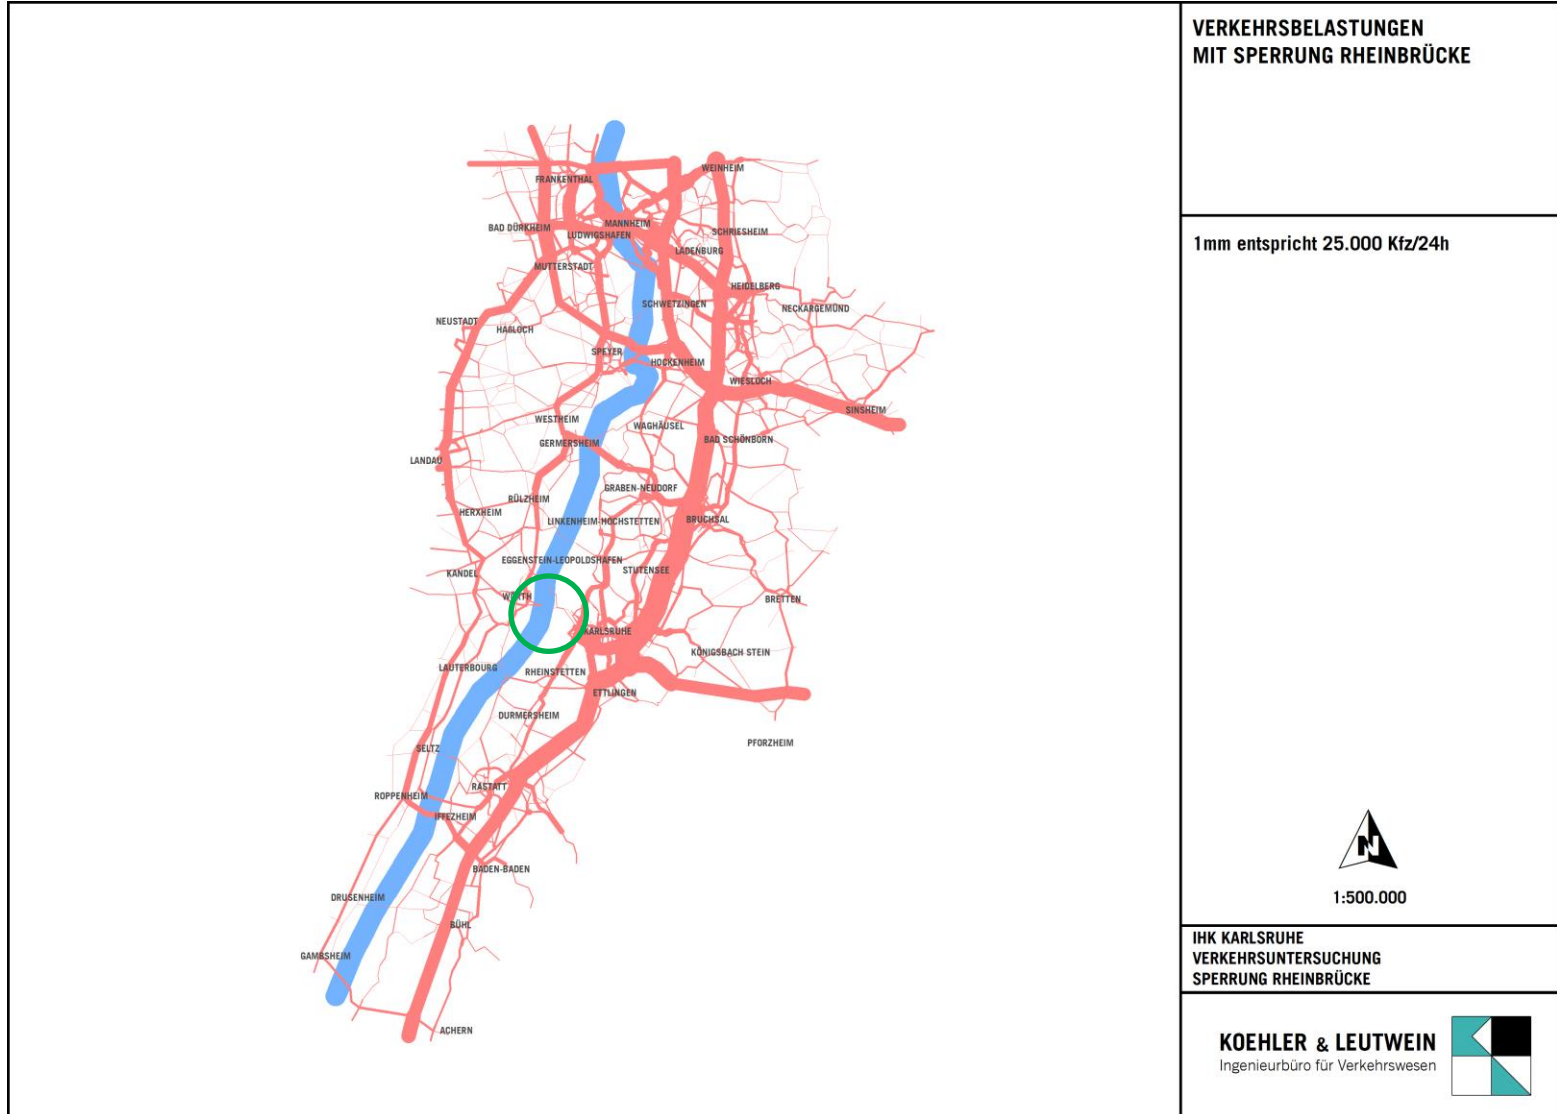 VERKEHRSBELASTUNGEN
MIT SPERRUNG RHEINBRÜCKE
1mm entspricht 25.000 Kfz/24h
WEINHEIM
FRANKENTHAL
MANNHEIM
BAD DÜRKHEIM
LUDWIGSHAFEN
SCHRIESHEIM
LADENBURG
MUTTERSTADT
HEIDELBERG
SCHWETZINGEN
NECKARGEMÜND
NEUSTADT
HAßLOCH
SPEYER
HOCKENHEIM
WIESLOCH
SINSHEIM
WESTHEIM
WAGHÄUSEL
GERMERSHEIM
BAD SCHÖNBORN
LANDAU
GRABEN-NEUDORF
RÜLZHEIM
HERXHEIM
LINKENHEIM-HOCHSTETTEN
BRUCHSAL
EGGENSTEIN-LEOPOLDSHAFEN
STUTENSEE
KANDEL
WÖRTH
BRETTEN
KARLSRUHE
KÖNIGSBACH STEIN
LAUTERBOURG
RHEINSTETTEN
ETTLINGEN
DURMERSHEIM
PFORZHEIM
SELTZ
RASTATT
ROPPENHEIM
IFFEZHEIM
BADEN-BADEN
DRUSENHEIM
BÜHL
GAMBSHEIM
ACHERN
N
1:500.000
IHK KARLSRUHE
VERKEHRSUNTERSUCHUNG
SPERRUNG RHEINBRÜCKE
KOEHLER & LEUTWEIN
Ingenieurbüro für Verkehrswesen